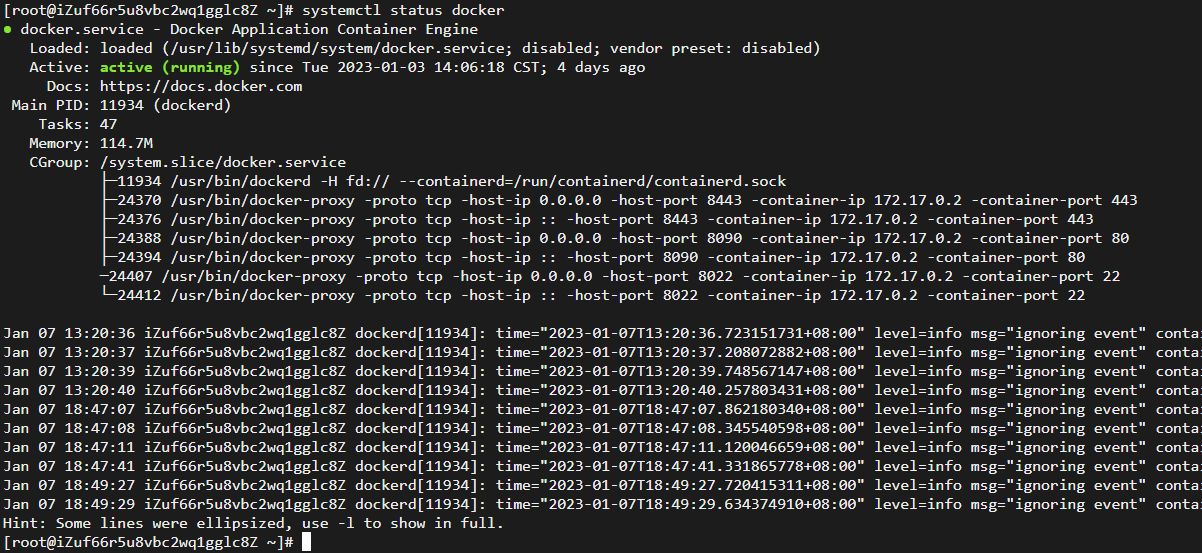 [root@iZuf66r5u8vbc2wq1gglc8Z ~]# systemctl status docker
● docker.service - Docker Application Container Engine
   Loaded: loaded (/usr/lib/systemd/system/docker.service; disabled; vendor preset: disabled)
   Active: active (running) since Tue 2023-01-03 14:06:18 CST; 4 days ago
     Docs: https://docs.docker.com
 Main PID: 11934 (dockerd)
    Tasks: 47
   Memory: 114.7M
   CGroup: /system.slice/docker.service
           ├─11934 /usr/bin/dockerd -H fd:// --containerd=/run/containerd/containerd.sock
           ├─24370 /usr/bin/docker-proxy -proto tcp -host-ip 0.0.0.0 -host-port 8443 -container-ip 172.17.0.2 -container-port 443
           ├─24376 /usr/bin/docker-proxy -proto tcp -host-ip :: -host-port 8443 -container-ip 172.17.0.2 -container-port 443
           ├─24388 /usr/bin/docker-proxy -proto tcp -host-ip 0.0.0.0 -host-port 8090 -container-ip 172.17.0.2 -container-port 80
           ├─24394 /usr/bin/docker-proxy -proto tcp -host-ip :: -host-port 8090 -container-ip 172.17.0.2 -container-port 80
           ─24407 /usr/bin/docker-proxy -proto tcp -host-ip 0.0.0.0 -host-port 8022 -container-ip 172.17.0.2 -container-port 22
           └─24412 /usr/bin/docker-proxy -proto tcp -host-ip :: -host-port 8022 -container-ip 172.17.0.2 -container-port 22
Jan 07 13:20:36 iZuf66r5u8vbc2wq1gglc8Z dockerd[11934]: time="2023-01-07T13:20:36.723151731+08:00" level=info msg="ignoring event" contai
Jan 07 13:20:37 iZuf66r5u8vbc2wq1gglc8Z dockerd[11934]: time="2023-01-07T13:20:37.208072882+08:00" level=info msg="ignoring event" contai
Jan 07 13:20:39 iZuf66r5u8vbc2wq1gglc8Z dockerd[11934]: time="2023-01-07T13:20:39.748567147+08:00" level=info msg="ignoring event" contai
Jan 07 13:20:40 iZuf66r5u8vbc2wq1gglc8Z dockerd[11934]: time="2023-01-07T13:20:40.257803431+08:00" level=info msg="ignoring event" contai
Jan 07 18:47:07 iZuf66r5u8vbc2wq1gglc8Z dockerd[11934]: time="2023-01-07T18:47:07.862180340+08:00" level=info msg="ignoring event" contai
Jan 07 18:47:08 iZuf66r5u8vbc2wq1gglc8Z dockerd[11934]: time="2023-01-07T18:47:08.345540598+08:00" level=info msg="ignoring event" contai
Jan 07 18:47:11 iZuf66r5u8vbc2wq1gglc8Z dockerd[11934]: time="2023-01-07T18:47:11.120046659+08:00" level=info msg="ignoring event" contai
Jan 07 18:47:41 iZuf66r5u8vbc2wq1gglc8Z dockerd[11934]: time="2023-01-07T18:47:41.331865778+08:00" level=info msg="ignoring event" contai
Jan 07 18:49:27 iZuf66r5u8vbc2wq1gglc8Z dockerd[11934]: time="2023-01-07T18:49:27.720415311+08:00" level=info msg="ignoring event" contai
Jan 07 18:49:29 iZuf66r5u8vbc2wq1gglc8Z dockerd[11934]: time="2023-01-07T18:49:29.634374910+08:00" level=info msg="ignoring event" contai
Hint: Some lines were ellipsized, use -l to show in full.
[root@iZuf66r5u8vbc2wq1gglc8Z ~]#